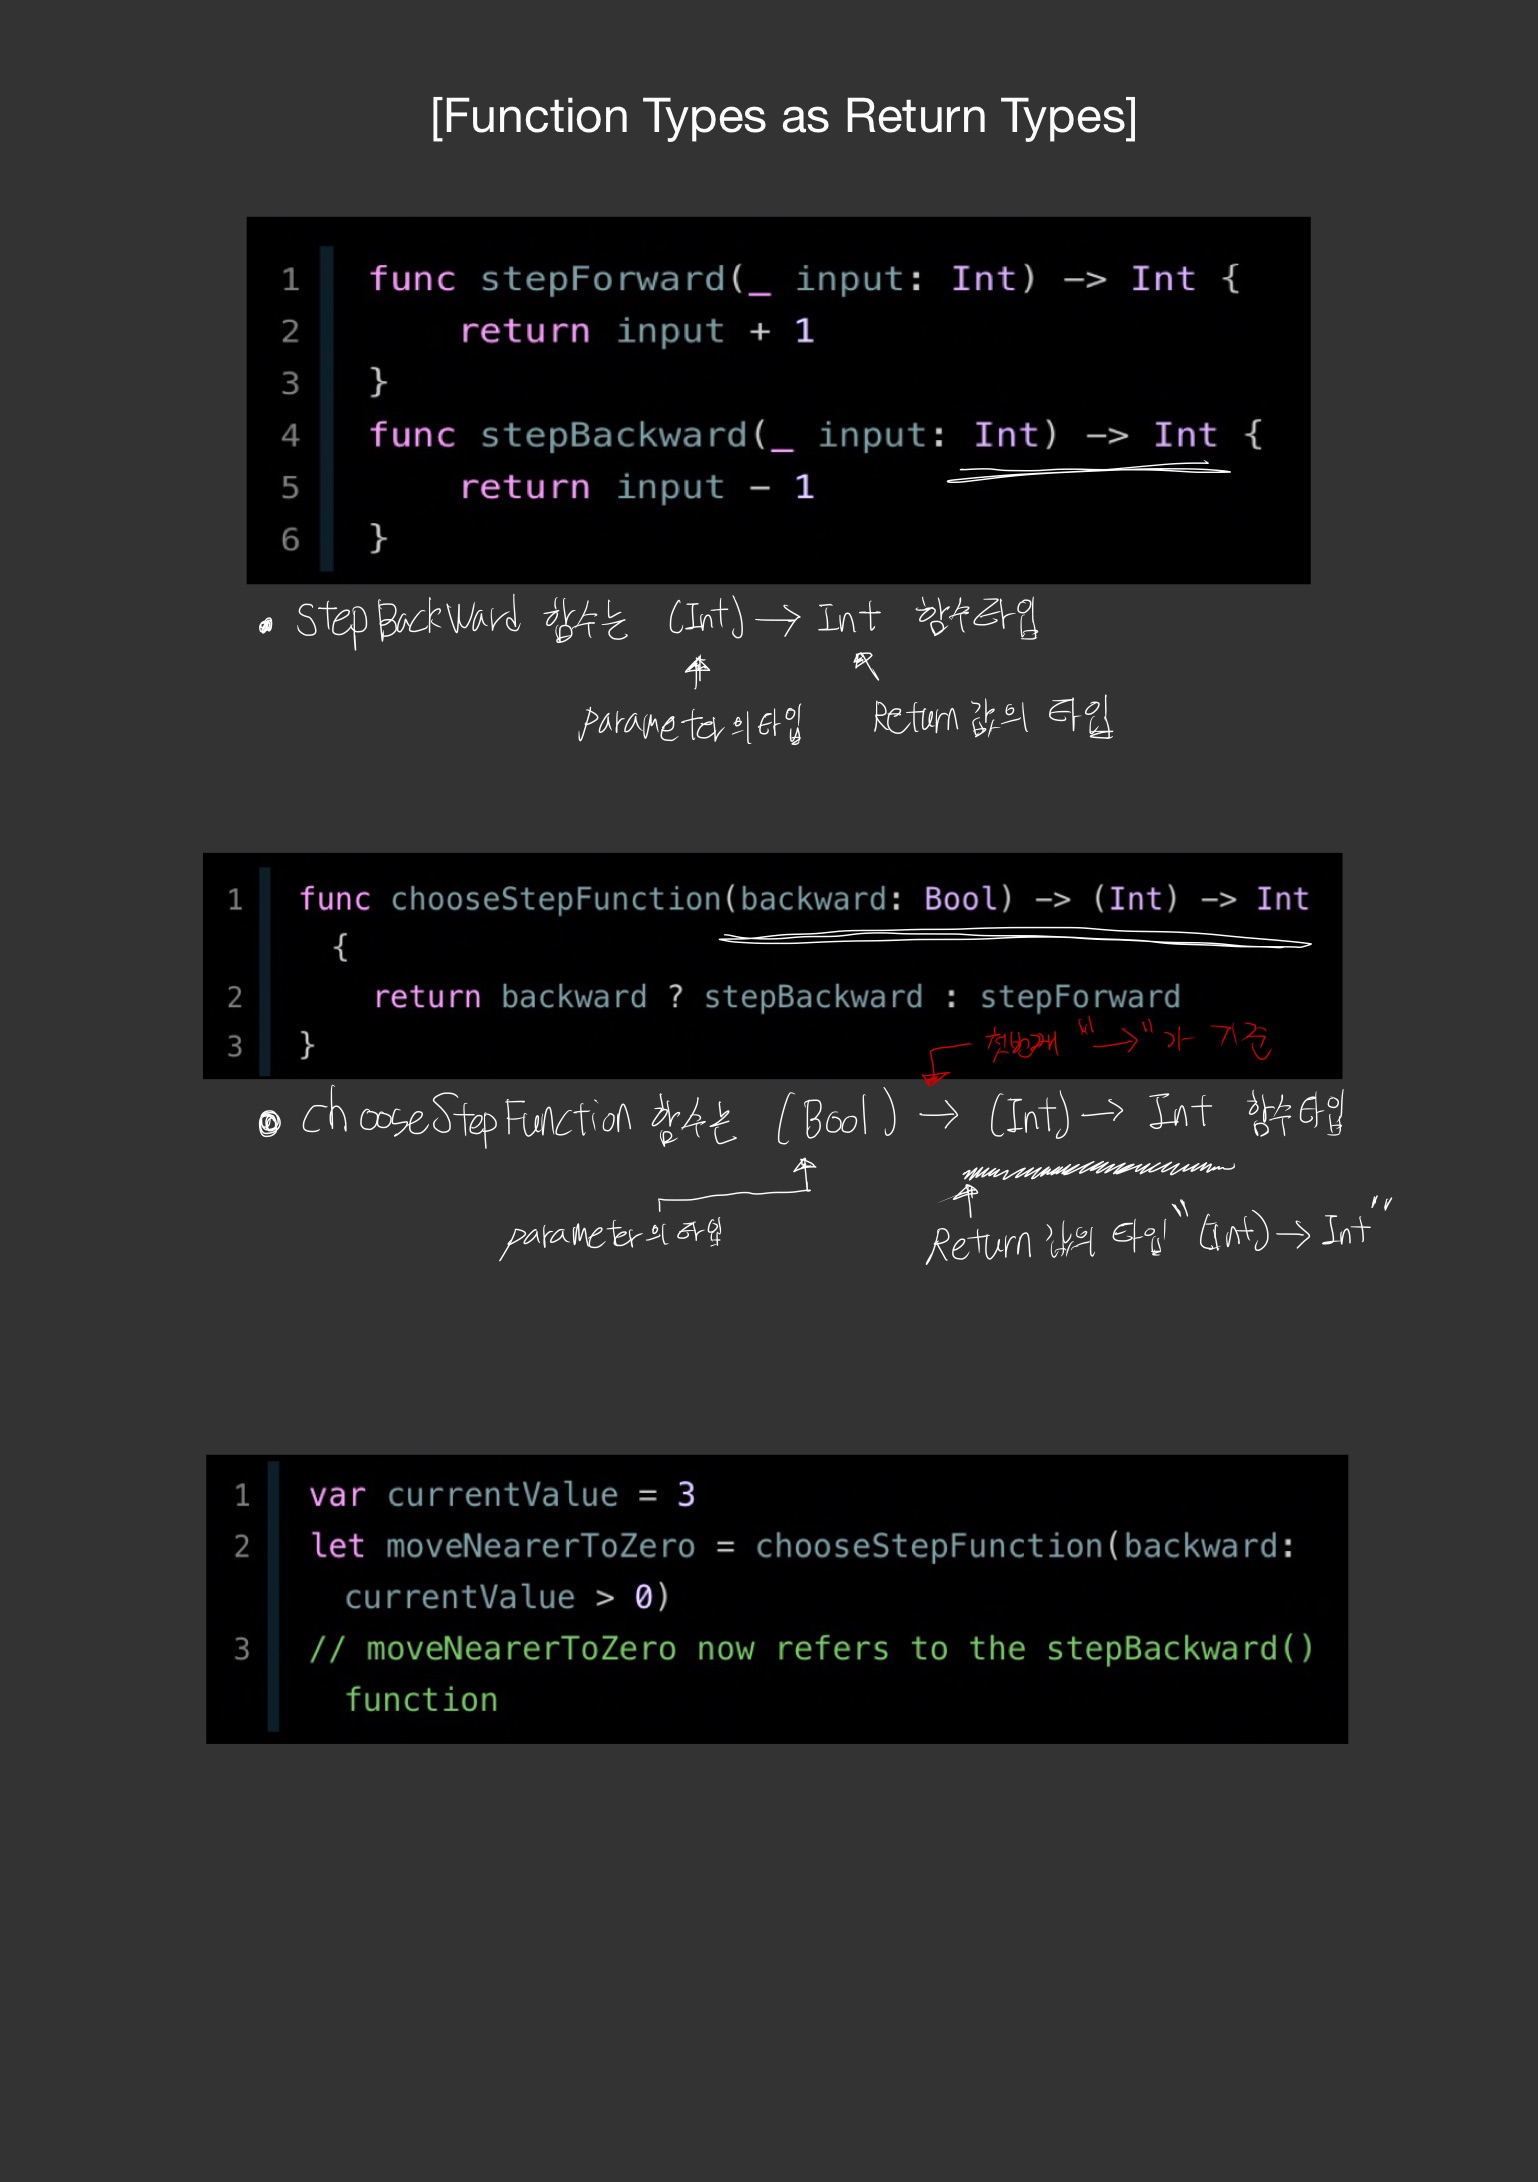 [Function Types as Return Types]
1 func stepForward(_ input: Int) -> Int {
2 return input + 1
3 }
4 func stepBackward(_ input: Int) -> Int {
5 return input - 1
6 }
• StepBackWard 함수는 (Int) → Int 함수타입
parameter의 타입 Return 값의 타입
1 func chooseStepFunction(backward: Bool) -> (Int) -> Int
{
2 return backward ? stepBackward : stepForward
3 }
첫번째 "→"가 기준
• chooseStepFunction 함수는 (Bool) → (Int) → Int 함수타입
parameter의 타입 Return 값의 타입 "(Int) → Int"
1 var currentValue = 3
2 let moveNearerToZero = chooseStepFunction(backward:
currentValue > 0)
3 // moveNearerToZero now refers to the stepBackward()
function